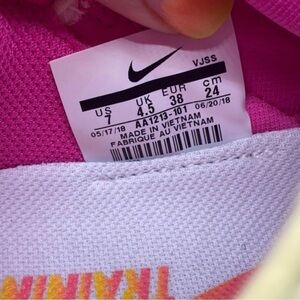 VJSS
US UK EUR cm
7 4.5 38 24
05/17/18 AA1213-101 06/20/18
MADE IN VIETNAM
FABRIQUE AU VIETNAM
TRAININ